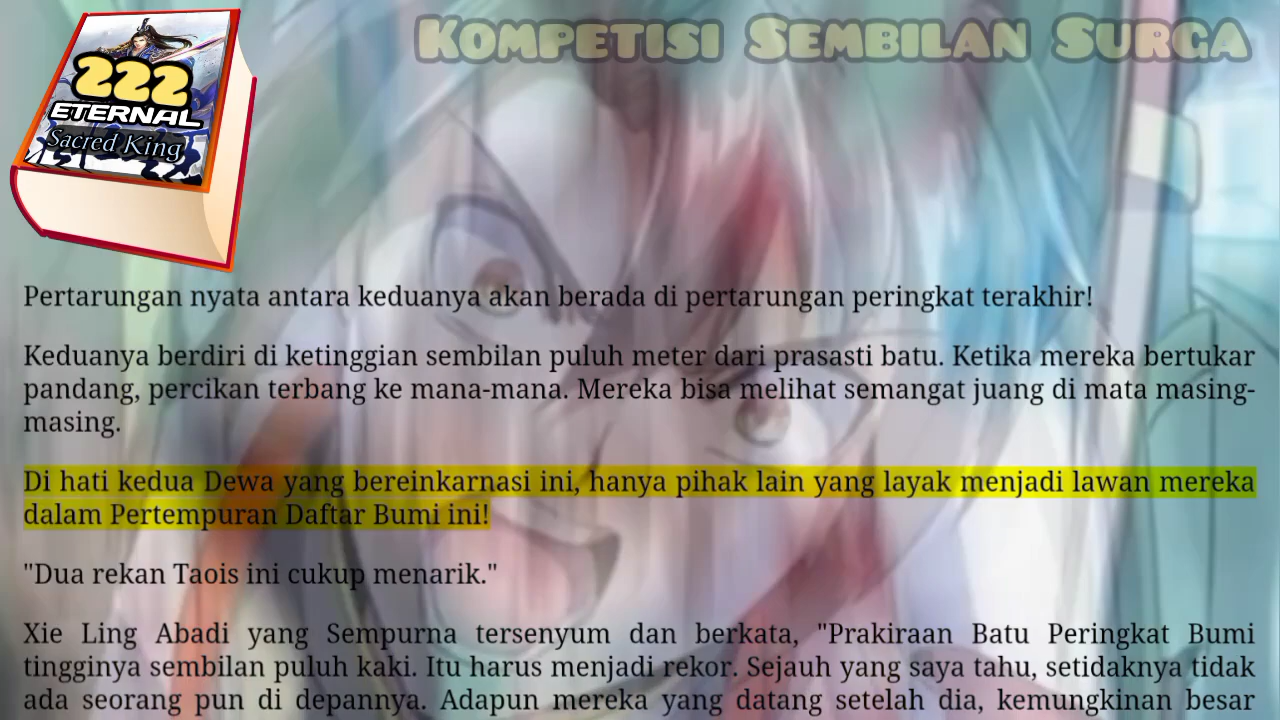 Kompetisi Sembilan Surga
222
ETERNAL
Sacred King
Pertarungan nyata antara keduanya akan berada di pertarungan peringkat terakhir!
Keduanya berdiri di ketinggian sembilan puluh meter dari prasasti batu. Ketika mereka bertukar
pandang, percikan terbang ke mana-mana. Mereka bisa melihat semangat juang di mata masing-
masing.
Di hati kedua Dewa yang bereinkarnasi ini, hanya pihak lain yang layak menjadi lawan mereka
dalam Pertempuran Daftar Bumi ini!
"Dua rekan Taois ini cukup menarik."
Xie Ling Abadi yang Sempurna tersenyum dan berkata, "Prakiraan Batu Peringkat Bumi
tingginya sembilan puluh kaki. Itu harus menjadi rekor. Sejauh yang saya tahu, setidaknya tidak
ada seorang pun di depannya. Adapun mereka yang datang setelah dia, kemungkinan besar